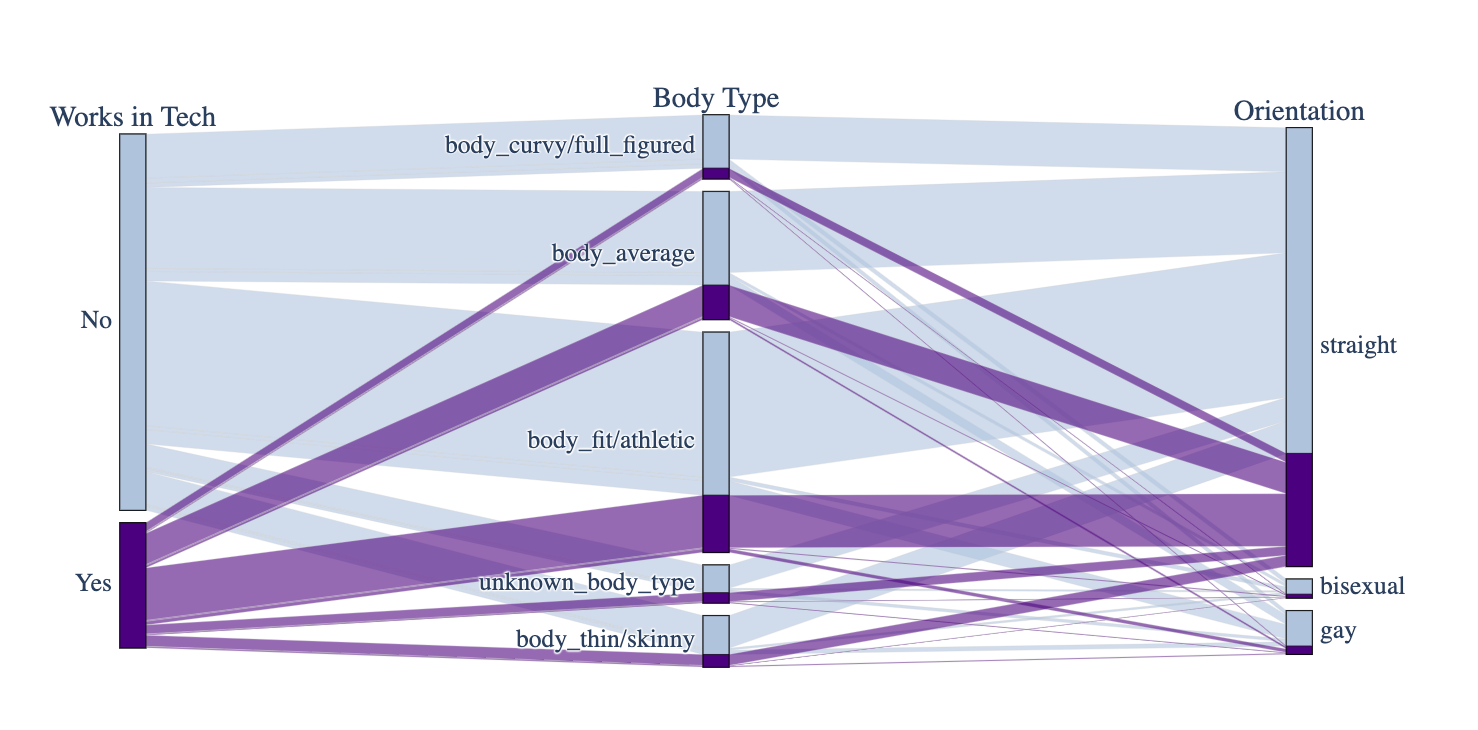 Works in Tech
Body Type
Orientation
No
Yes
body_curvy/full_figured
body_average
body_fit/athletic
unknown_body_type
body_thin/skinny
straight
bisexual
gay